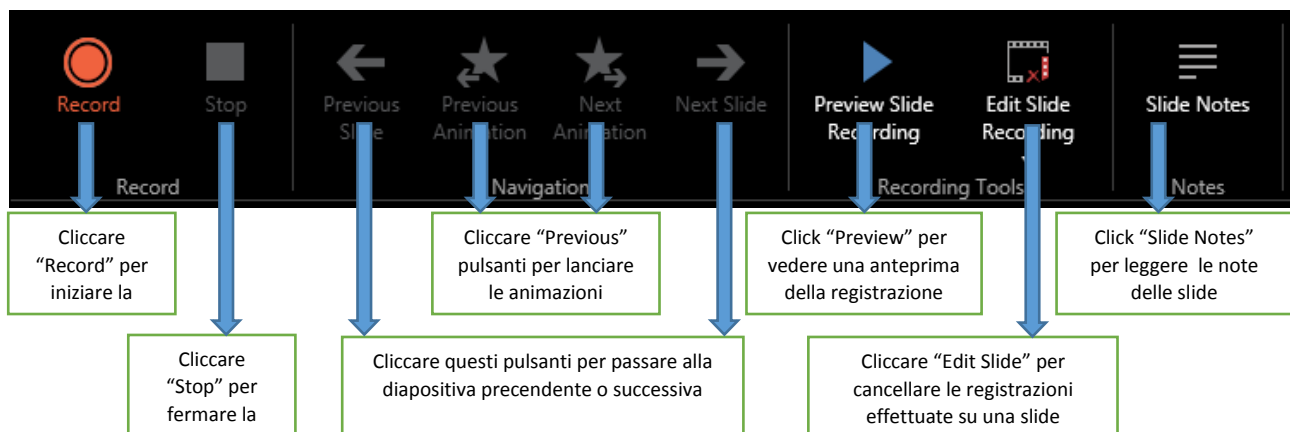 Record
Stop
Previous
Slide
Previous
Animation
Next
Animation
Next Slide
Preview Slide
Recording
Edit Slide
Recording
Slide Notes
Record
Navigation
Recording Tools
Notes
Cliccare
“Record” per
iniziare la
Cliccare “Previous”
pulsanti per lanciare
le animazioni
Click “Preview” per
vedere una anteprima
della registrazione
Click “Slide Notes”
per leggere le note
delle slide
Cliccare
“Stop” per
fermare la
Cliccare questi pulsanti per passare alla
diapositiva precendente o successiva
Cliccare “Edit Slide” per
cancellare le registrazioni
effettuate su una slide